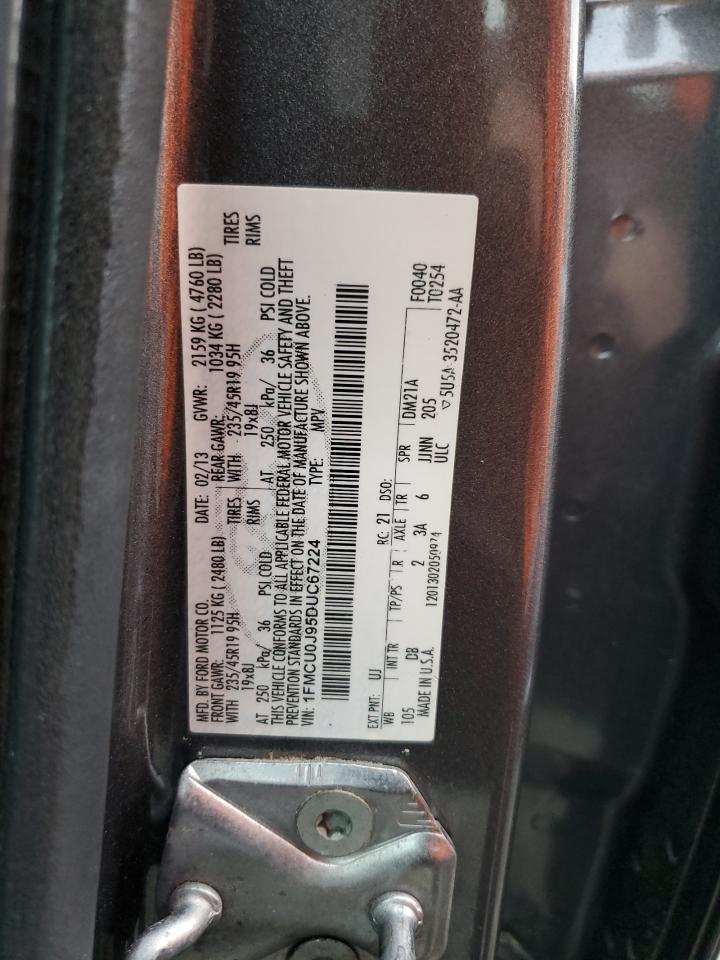 MFD. BY FORD MOTOR CO. DATE: 02/13 GVWR: 2159 KG ( 4760 LB)
FRONT GAWR: 1125 KG (2480 LB) REAR GAWR: 1034 KG ( 2280 LB)
WITH 235/45R19 95H TIRES WITH 235/45R19 95H TIRES
19x8J RIMS 19x8J RIMS
AT 250 kPa/ 36 PSI COLD AT 250 kPa/ 36 PSI COLD
THIS VEHICLE CONFORMS TO ALL APPLICABLE FEDERAL MOTOR VEHICLE SAFETY AND THEFT
PREVENTION STANDARDS IN EFFECT ON THE DATE OF MANUFACTURE SHOWN ABOVE.
VIN: 1FMCU0J95DUC67224 TYPE: MPV
EXT PNT: UJ RC: 21 DSO: DM21A F0040
WB INT TR TP/PS R AXLE TR SPR 205 T0254
105 DB 2 3A 6 JJNN
MADE IN U.S.A. 1201302050974 ULC ▽5U5A-3520472-AA